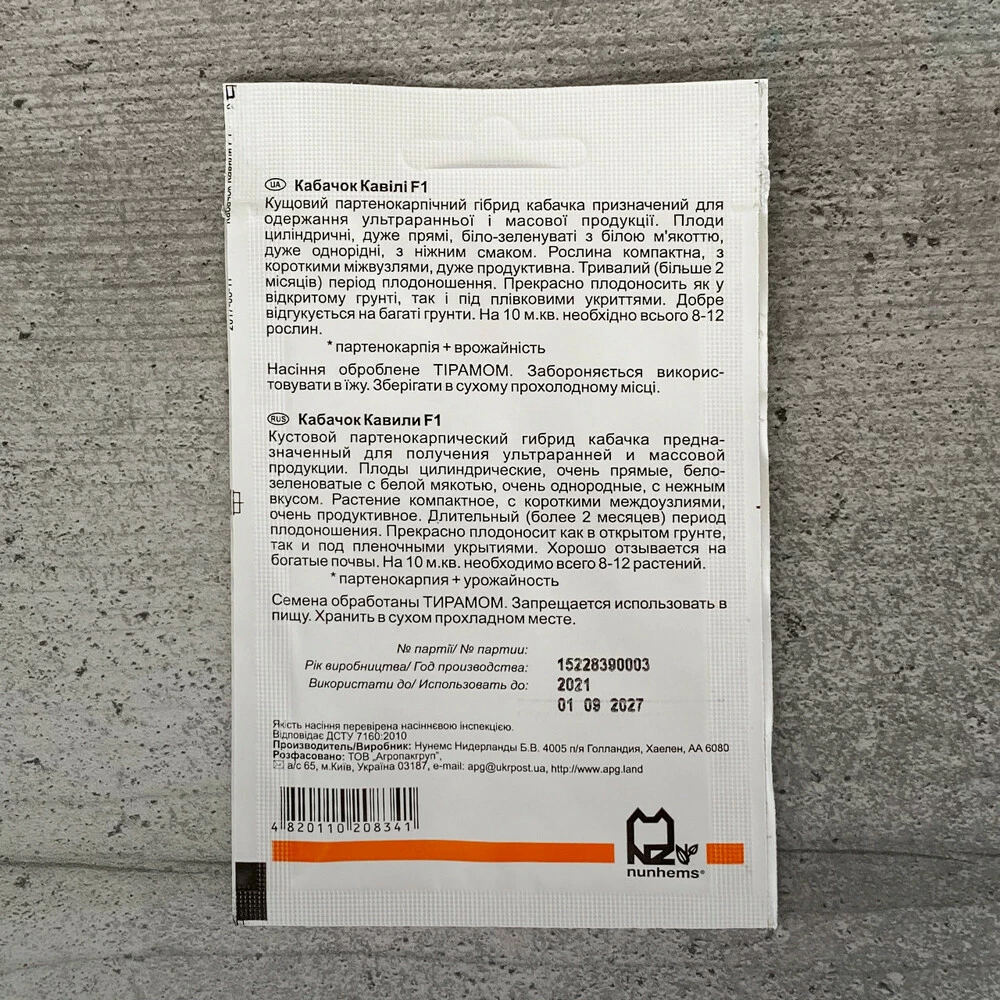 UA Кабачок Кавілі F1
Кущовий партенокарпічний гібрид кабачка призначений для
одержання ультраранньої і масової продукції. Плоди
циліндричні, дуже прямі, біло-зеленуваті з білою м'якоттю,
дуже однорідні, з ніжним смаком. Рослина компактна, з
короткими міжвузлями, дуже продуктивна. Тривалий (більше 2
місяців) період плодоношення. Прекрасно плодоносить як у
відкритому грунті, так і під плівковими укриттями. Добре
відгукується на багаті грунти. На 10 м.кв. необхідно всього 8-12
рослин.
* партенокарпія + врожайність
Насіння оброблене ТІРАМОМ. Забороняється викорис-
товувати в їжу. Зберігати в сухому прохолодному місці.
RUS Кабачок Кавили F1
Кустовой партенокарпический гибрид кабачка предна-
значенный для получения ультраранней и массовой
продукции. Плоды цилиндрические, очень прямые, бело-
зеленоватые с белой мякотью, очень однородные, с нежным
вкусом. Растение компактное, с короткими междоузлиями,
очень продуктивное. Длительный (более 2 месяцев) период
плодоношения. Прекрасно плодоносит как в открытом грунте,
так и под пленочными укрытиями. Хорошо отзывается на
богатые почвы. На 10 м.кв. необходимо всего 8-12 растений.
* партенокарпия + урожайность
Семена обработаны ТИРАМОМ. Запрещается использовать в
пищу. Хранить в сухом прохладном месте.
№ партії/ № партии:
Рік виробництва/ Год производства: 15228390003
Використати до/ Использовать до: 2021
01 09 2027
Якість насіння перевірена насіннєвою інспекцією.
Відповідає ДСТУ 7160:2010
Производитель/Виробник: Нунемс Нидерланды Б.В. 4005 п/я Голландия, Хаелен, АА 6080
Розфасовано: ТОВ „Агропакгруп",
а/с 65, м.Київ, Україна 03187, e-mail: apg@ukrpost.ua, http://www.apg.land
4 820110 208341
NZ
nunhems®